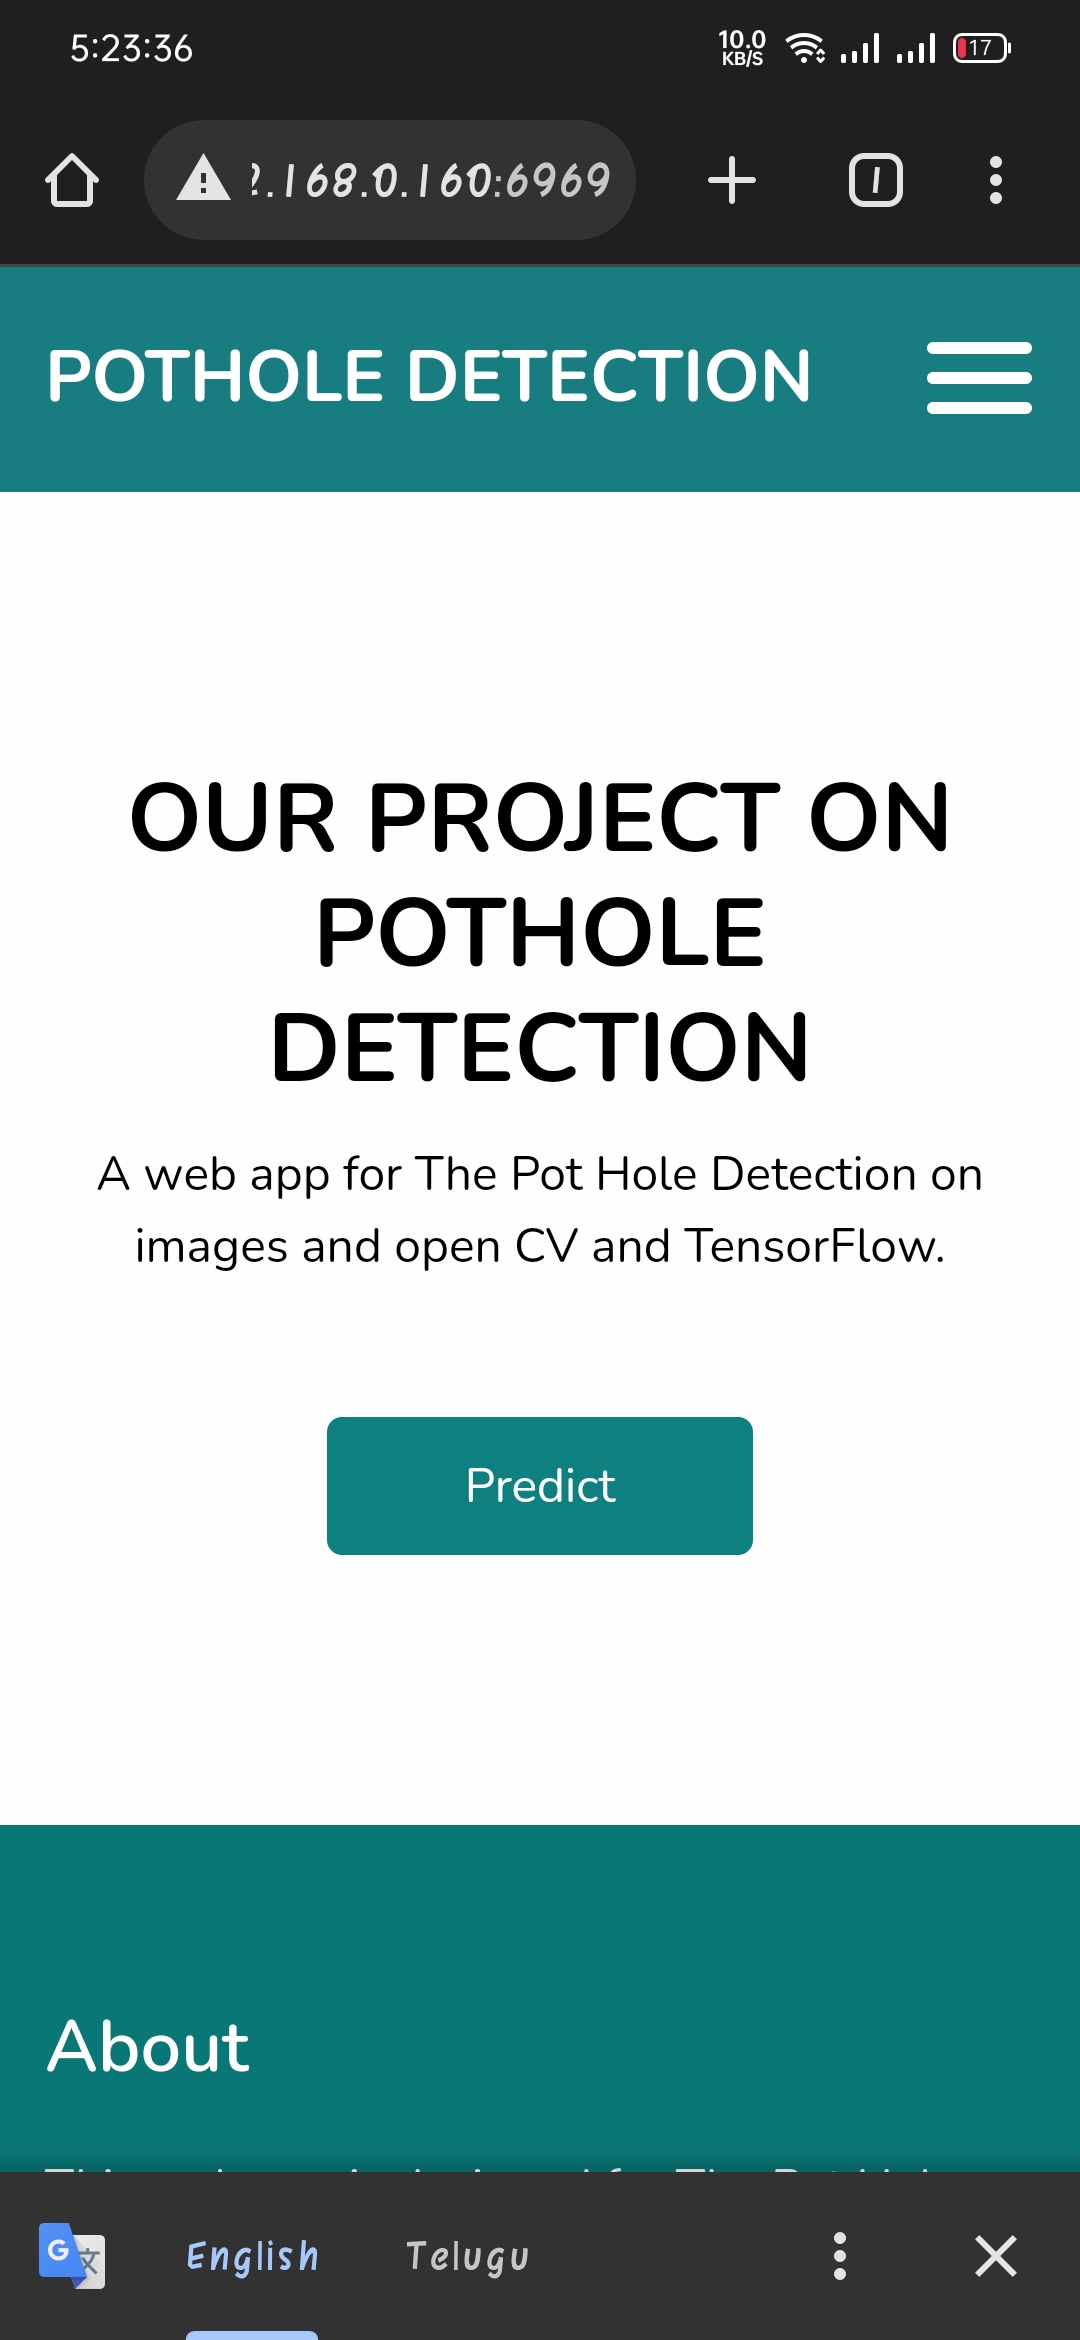 5:23:36
10.0
KB/S
17
2.168.0.160:6969
1
POTHOLE DETECTION
OUR PROJECT ON
POTHOLE
DETECTION
A web app for The Pot Hole Detection on
images and open CV and TensorFlow.
Predict
About
English
Telugu